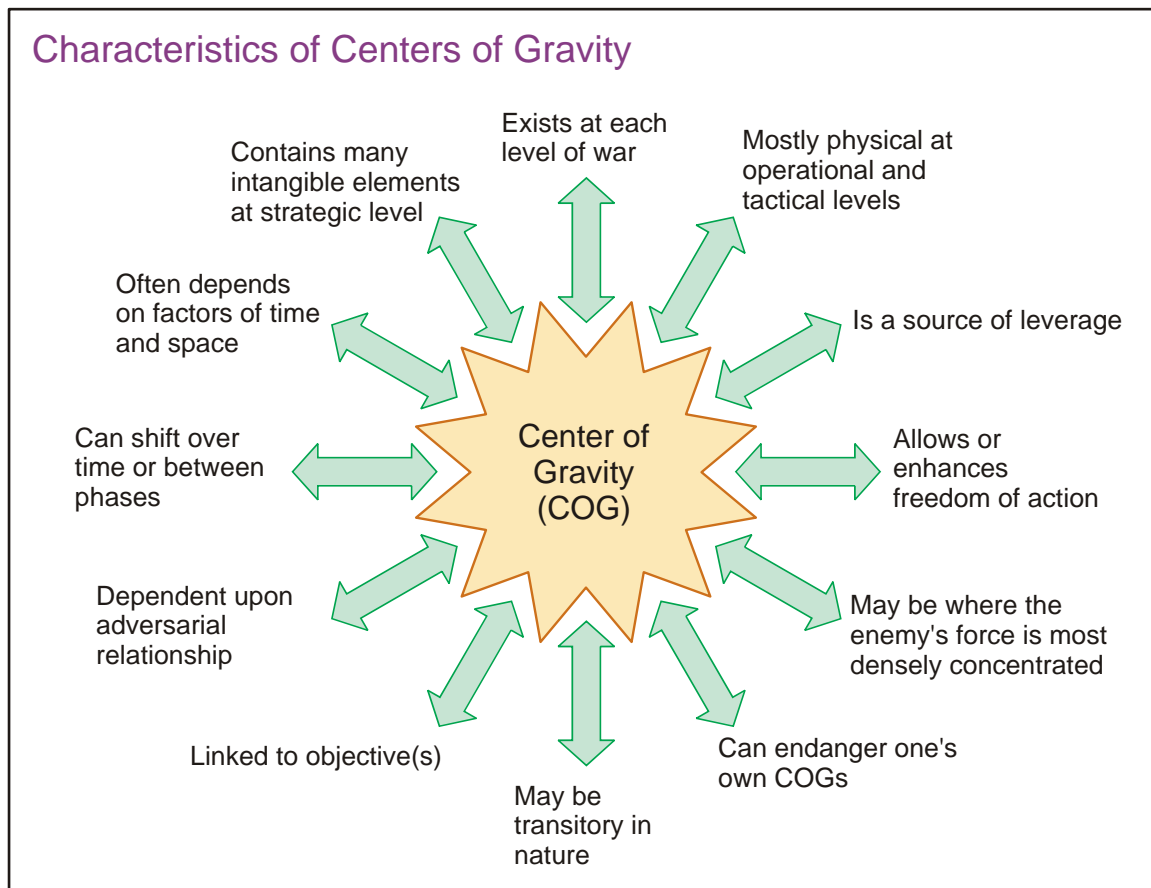 Characteristics of Centers of Gravity
Exists at each
level of war
Mostly physical at
operational and
tactical levels
Is a source of leverage
Allows or
enhances
freedom of action
May be where the
enemy's force is most
densely concentrated
Can endanger one's
own COGs
May be
transitory in
nature
Linked to objective(s)
Dependent upon
adversarial
relationship
Can shift over
time or between
phases
Often depends
on factors of time
and space
Contains many
intangible elements
at strategic level
Center of
Gravity
(COG)